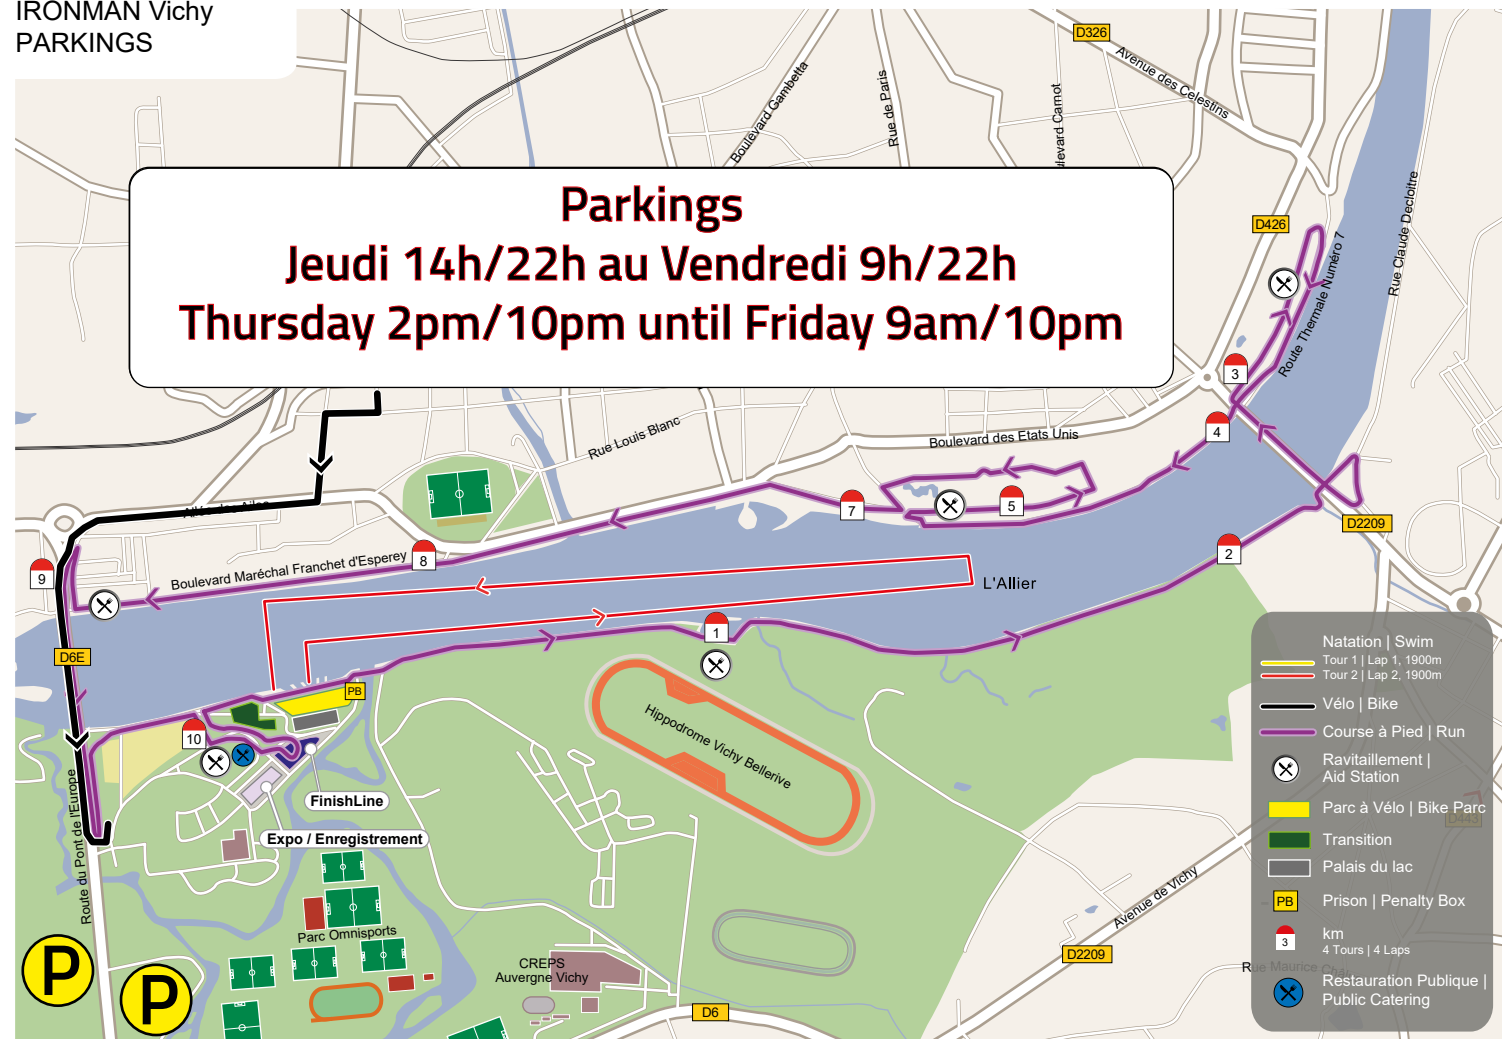 IRONMAN Vichy
PARKINGS
D326
Avenue des Celestins
Boulevard Gambetta
Rue de Paris
Parkings
Jeudi 14h/22h au Vendredi 9h/22h
Thursday 2pm/10pm until Friday 9am/10pm
D426
Rue Claude Decloitre
Route Thermale Numéro 7
3
4
Boulevard des Etats Unis
Rue Louis Blanc
7
5
D2209
2
8
9
Boulevard Maréchal Franchet d'Esperey
L'Allier
1
D6E
PB
10
Hippodrome Vichy Bellerive
FinishLine
Expo / Enregistrement
Route du Pont de l'Europe
Parc Omnisports
CREPS
Auvergne Vichy
Avenue de Vichy
D2209
D6
P
P
Natation | Swim
Tour 1 | Lap 1, 1900m
Tour 2 | Lap 2, 1900m
Vélo | Bike
Course à Pied | Run
Ravitaillement |
Aid Station
Parc à Vélo | Bike Parc
D443
Transition
Palais du lac
PB
Prison | Penalty Box
3
km
4 Tours | 4 Laps
Restauration Publique |
Public Catering